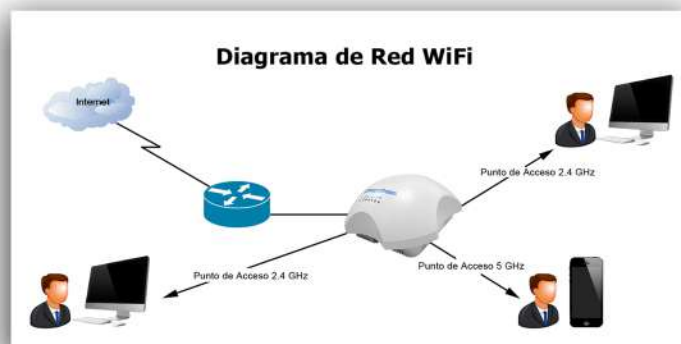 Diagrama de Red WiFi
Internet
Punto de Acceso 2.4 GHz
Punto de Acceso 2.4 GHz
Punto de Acceso 5 GHz